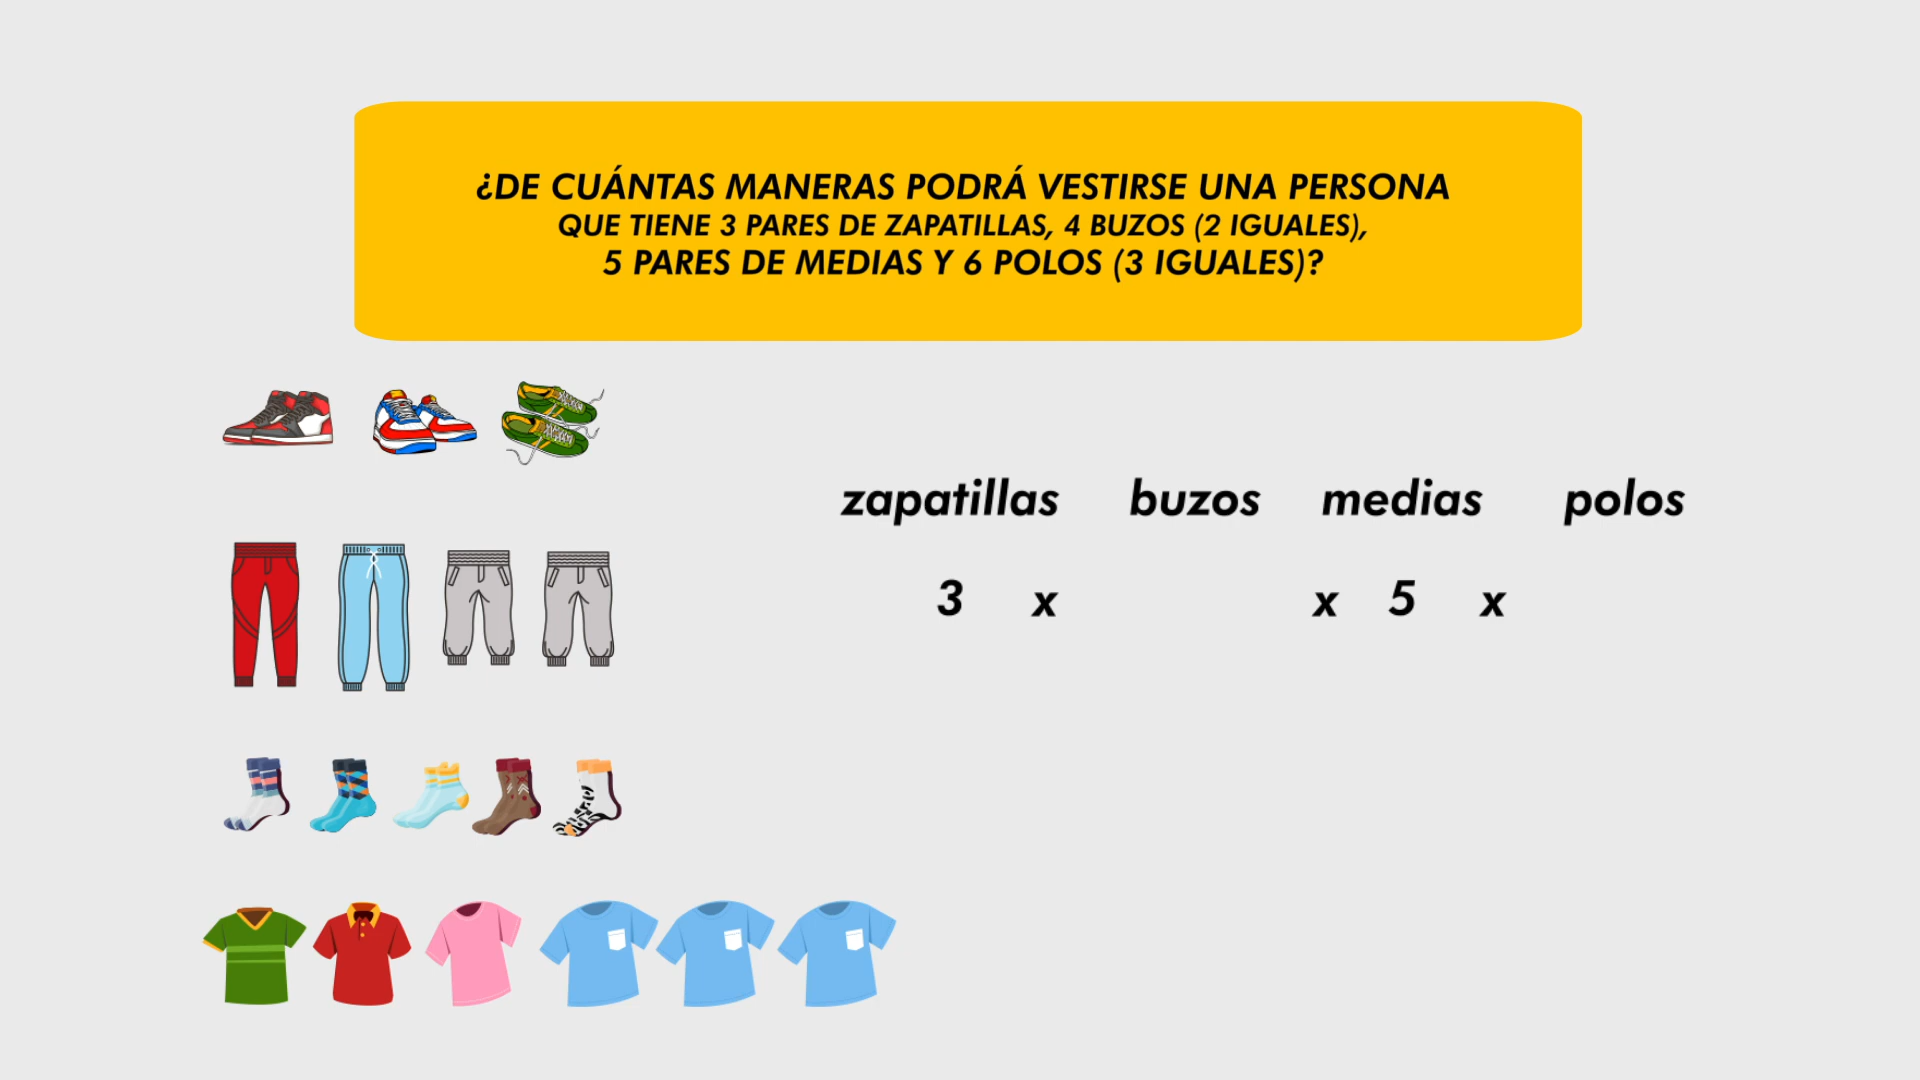 ¿DE CUÁNTAS MANERAS PODRÁ VESTIRSE UNA PERSONA
QUE TIENE 3 PARES DE ZAPATILLAS, 4 BUZOS (2 IGUALES),
5 PARES DE MEDIAS Y 6 POLOS (3 IGUALES)?
zapatillas buzos medias polos
3 x x 5 x